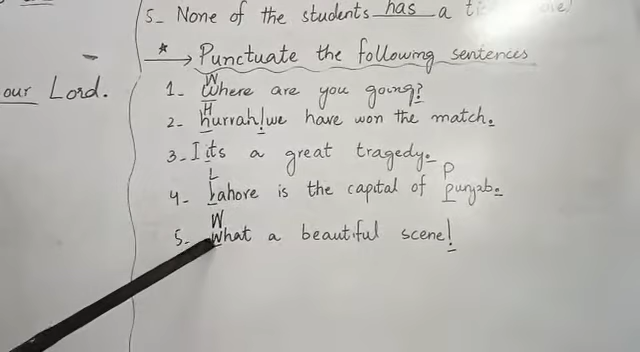 5- None of the students has a
our Lord.
* → Punctuate the following sentences
W
1- Where are you going?
H
2- hurrah! we have won the match.
3- I its a great tragedy.
L P
4- lahore is the capital of punjab.
W
5- what a beautiful scene!